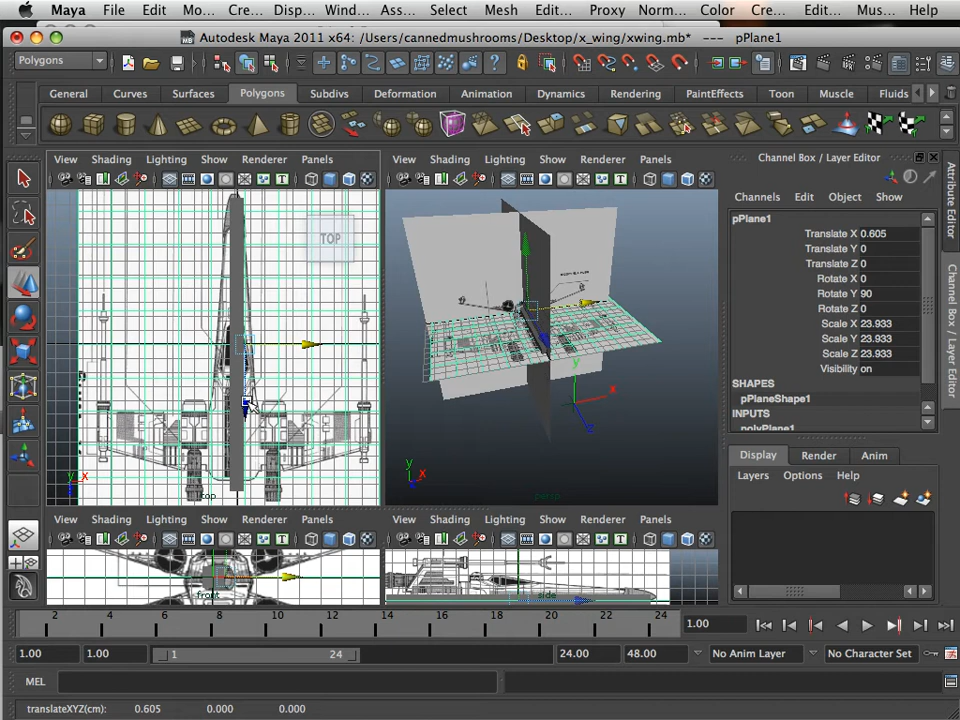 Maya File Edit Mo... Cre... Disp... Wind... Ass... Select Mesh Edit... Proxy Norm... Color Cre... Edit... Mus... Help
Autodesk Maya 2011 x64: /Users/cannedmushrooms/Desktop/x_wing/xwing.mb* --- pPlane1
Polygons
General Curves Surfaces Polygons Subdivs Deformation Animation Dynamics Rendering PaintEffects Toon Muscle Fluids
View Shading Lighting Show Renderer Panels
View Shading Lighting Show Renderer Panels
TOP
top
y
x
persp
y
x
z
y
x
Channel Box / Layer Editor
Channels Edit Object Show
pPlane1
Translate X 0.605
Translate Y 0
Translate Z 0
Rotate X 0
Rotate Y 90
Rotate Z 0
Scale X 23.933
Scale Y 23.933
Scale Z 23.933
Visibility on
SHAPES
pPlaneShape1
INPUTS
polyPlane1
Display Render Anim
Layers Options Help
Attribute Editor
Channel Box / Layer Editor
View Shading Lighting Show Renderer Panels
View Shading Lighting Show Renderer Panels
front
side
2 4 6 8 10 12 14 16 18 20 22 24
1.00
1.00 1.00 1 24 24.00 48.00 No Anim Layer No Character Set
MEL
translateXYZ(cm): 0.605 0.000 0.000